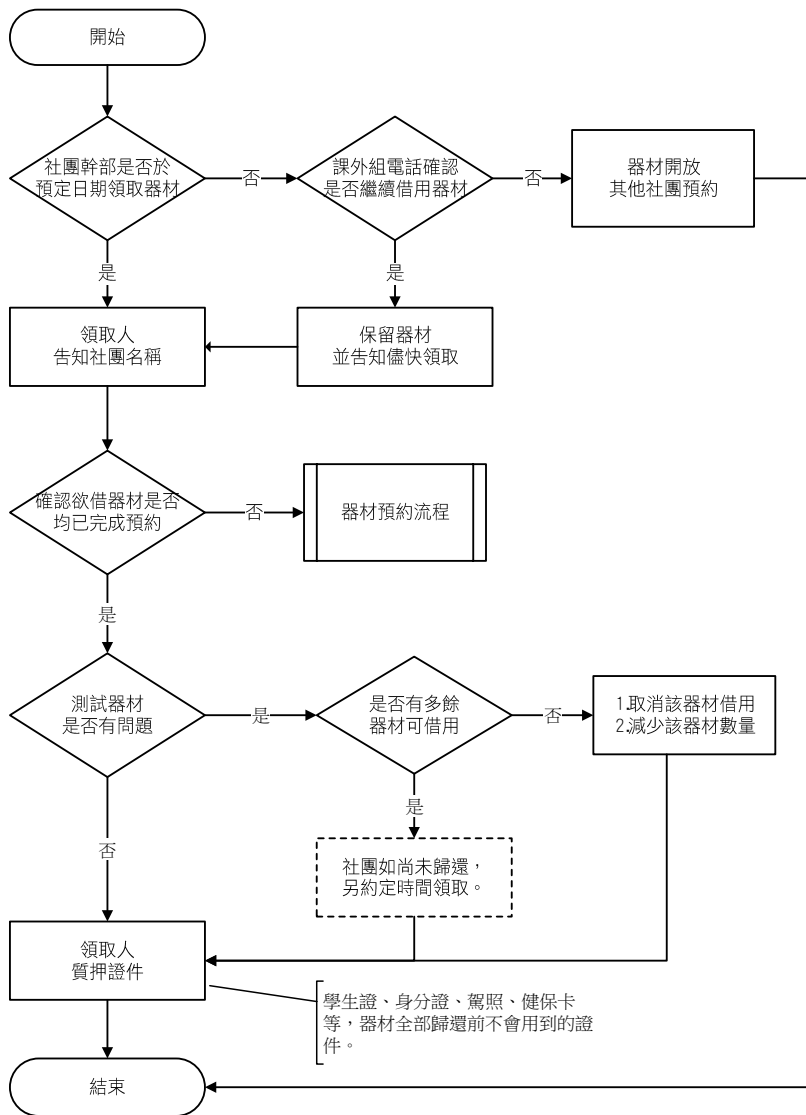 開始
社團幹部是否於
預定日期領取器材
否
課外組電話確認
是否繼續借用器材
否
器材開放
其他社團預約
是
是
領取人
告知社團名稱
保留器材
並告知儘快領取
確認欲借器材是否
均已完成預約
否
器材預約流程
是
測試器材
是否有問題
是
是否有多餘
器材可借用
否
1.取消該器材借用
2.減少該器材數量
是
否
社團如尚未歸還，
另約定時間領取。
領取人
質押證件
學生證、身分證、駕照、健保卡
等，器材全部歸還前不會用到的證
件。
結束